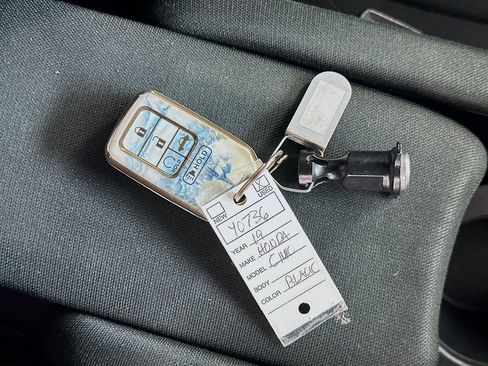 HOLD
NEW X USED
Y0736
YEAR 19
MAKE HONDA
MODEL CIVIC
BODY
COLOR BLACK